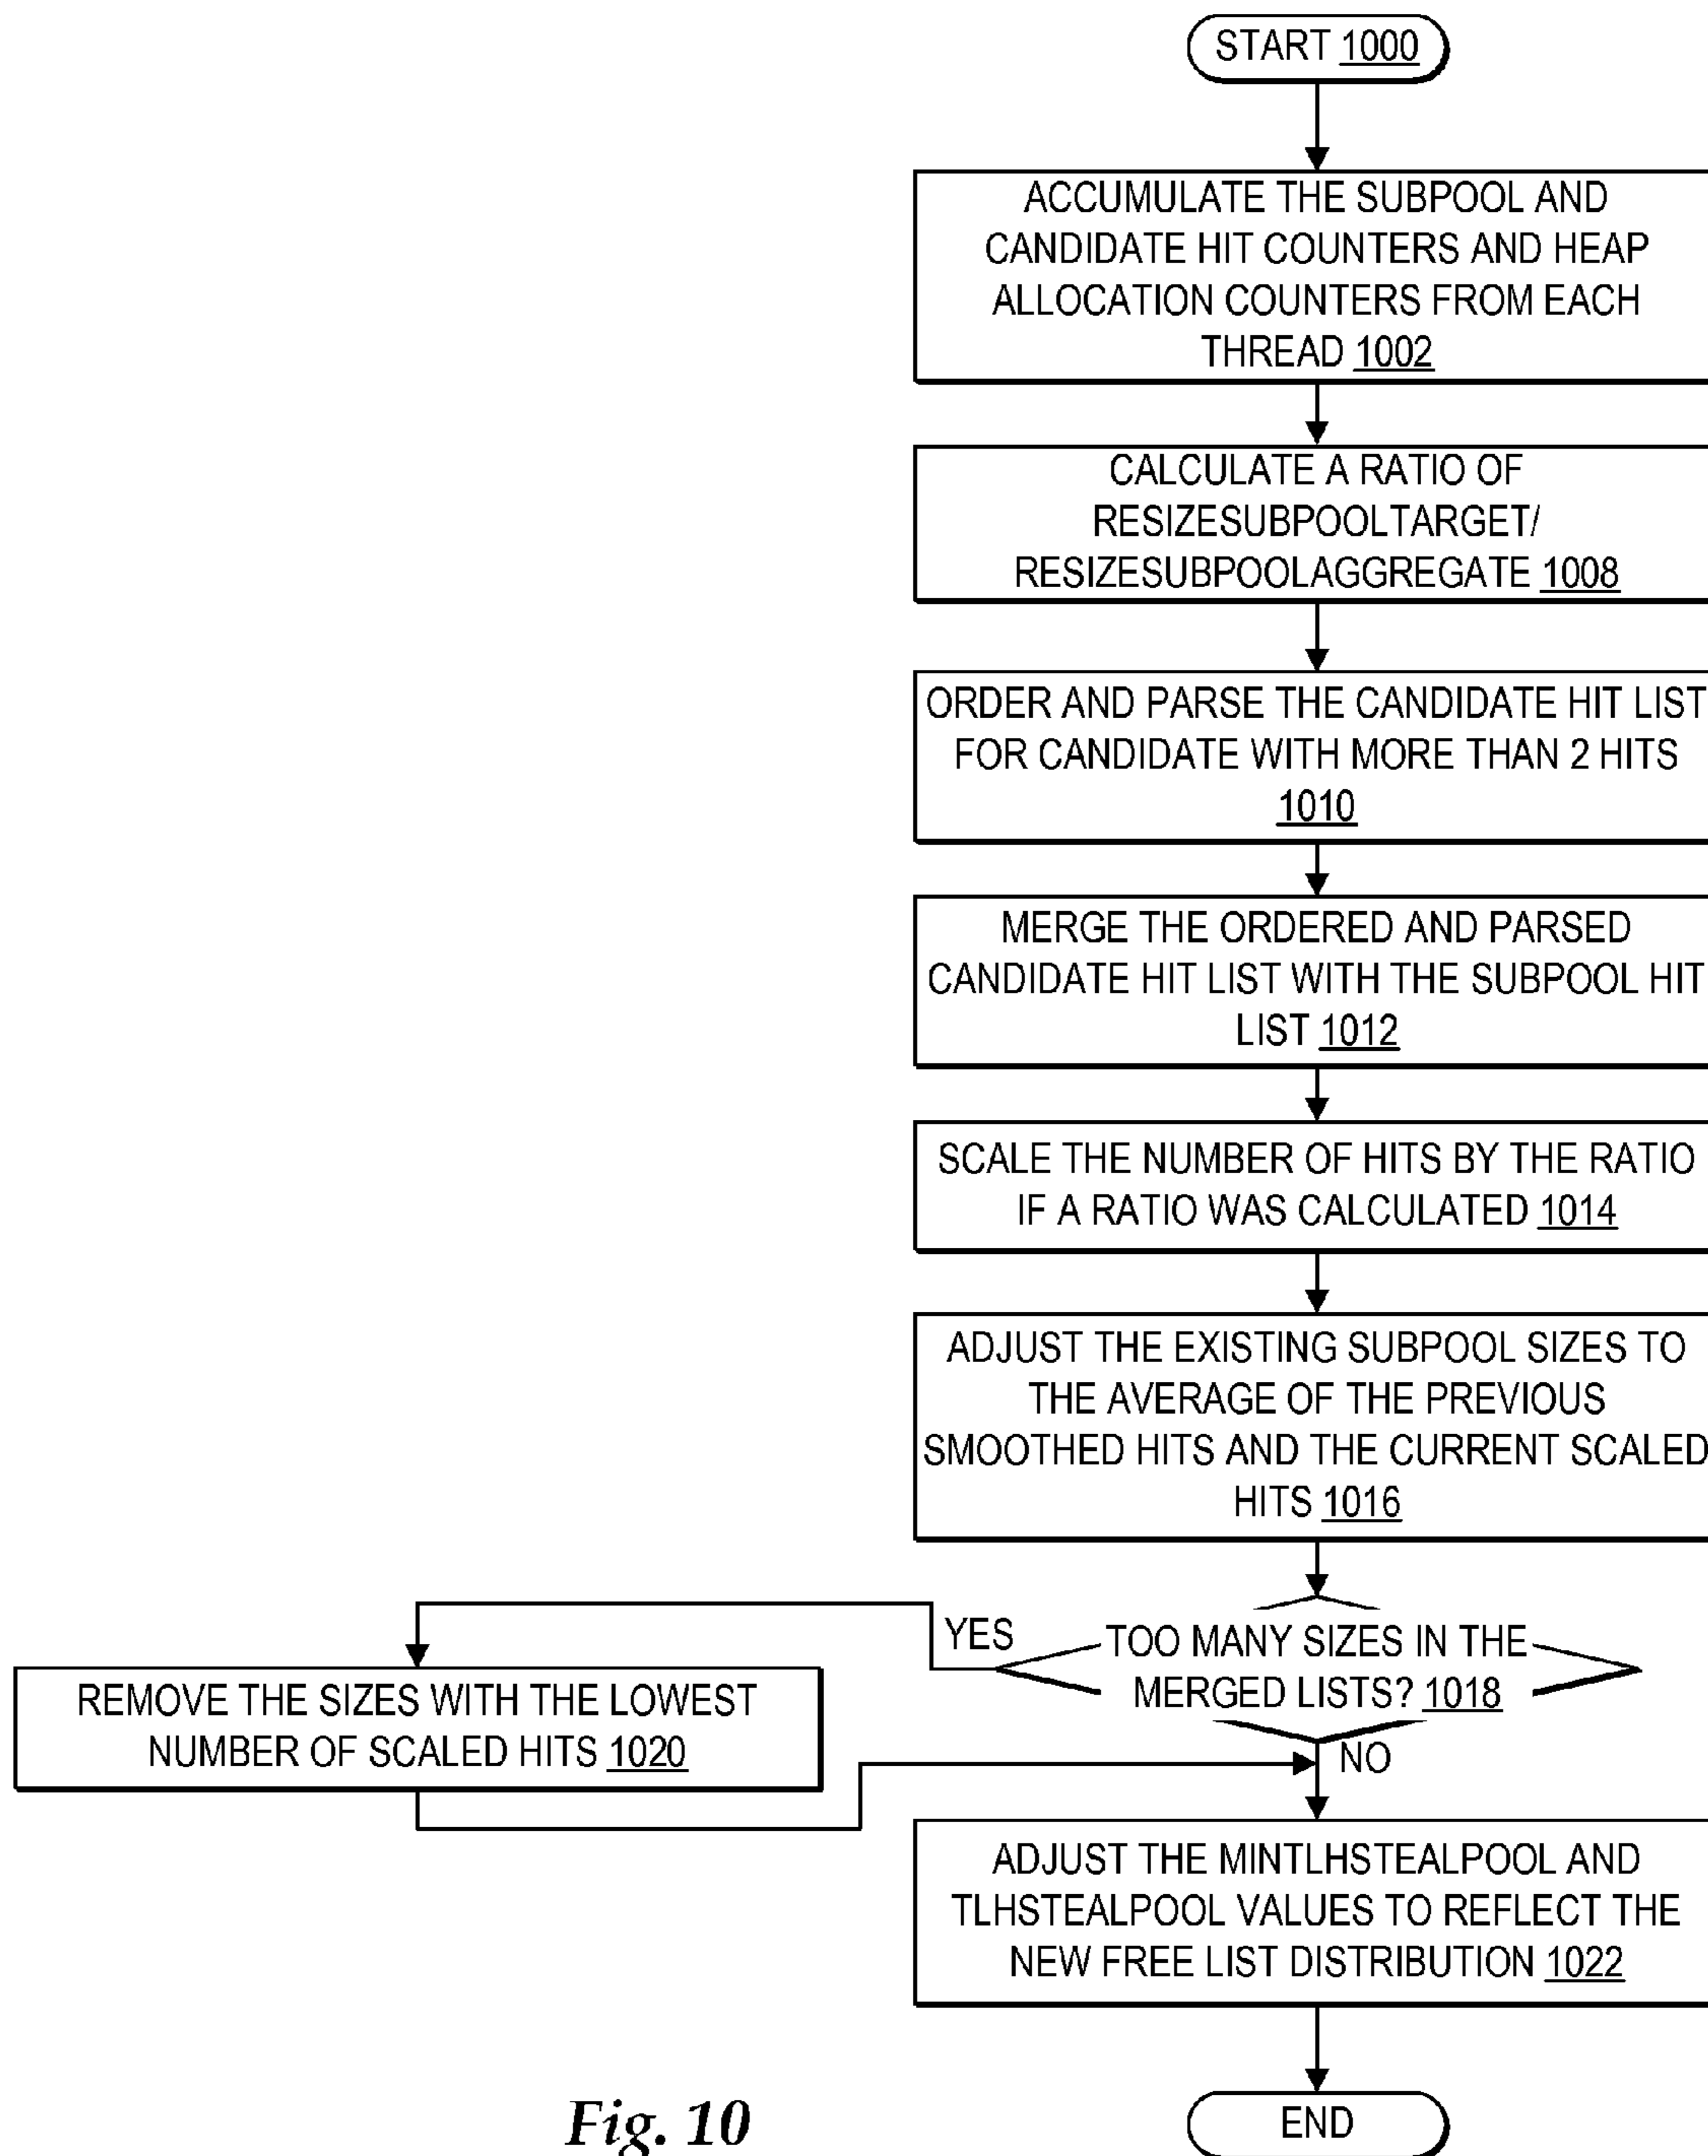 START 1000
ACCUMULATE THE SUBPOOL AND
CANDIDATE HIT COUNTERS AND HEAP
ALLOCATION COUNTERS FROM EACH
THREAD 1002
CALCULATE A RATIO OF
RESIZESUBPOOLTARGET/
RESIZESUBPOOLAGGREGATE 1008
ORDER AND PARSE THE CANDIDATE HIT LIST
FOR CANDIDATE WITH MORE THAN 2 HITS
1010
MERGE THE ORDERED AND PARSED
CANDIDATE HIT LIST WITH THE SUBPOOL HIT
LIST 1012
SCALE THE NUMBER OF HITS BY THE RATIO
IF A RATIO WAS CALCULATED 1014
ADJUST THE EXISTING SUBPOOL SIZES TO
THE AVERAGE OF THE PREVIOUS
SMOOTHED HITS AND THE CURRENT SCALED
HITS 1016
YES
TOO MANY SIZES IN THE
MERGED LISTS? 1018
REMOVE THE SIZES WITH THE LOWEST
NUMBER OF SCALED HITS 1020
NO
ADJUST THE MINTLHSTEALPOOL AND
TLHSTEALPOOL VALUES TO REFLECT THE
NEW FREE LIST DISTRIBUTION 1022
END
Fig. 10